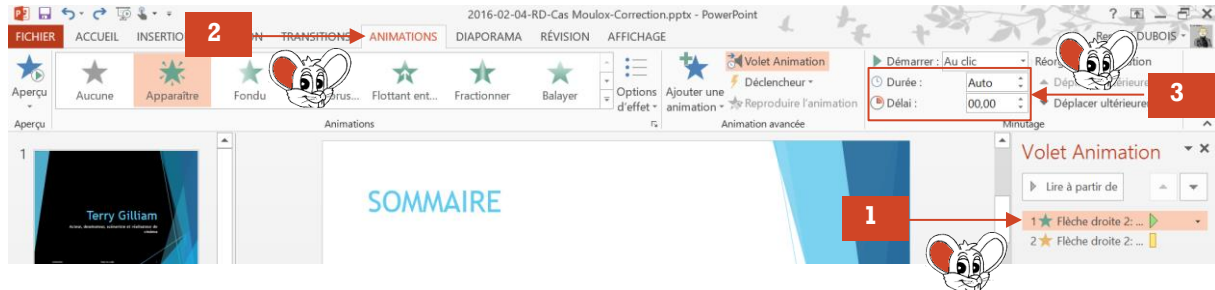 2016-02-04-RD-Cas Moulox-Correction.pptx - PowerPoint
FICHIER ACCUEIL INSERTIO 2 ON TRANSITIONS ANIMATIONS DIAPORAMA RÉVISION AFFICHAGE DUBOIS
Volet Animation Démarrer : Au clic
Aperçu Aucune Apparaître Fondu Flottant ent... Fractionner Balayer Options d'effet Ajouter une animation Déclencheur Durée : Auto 3
Reproduire l'animation Délai : 00,00 Déplacer
Aperçu Animations Animation avancée Minutage
1 Volet Animation
SOMMAIRE Lire à partir de
Terry Gilliam 1 1 Flèche droite 2: ...
2 Flèche droite 2: ...